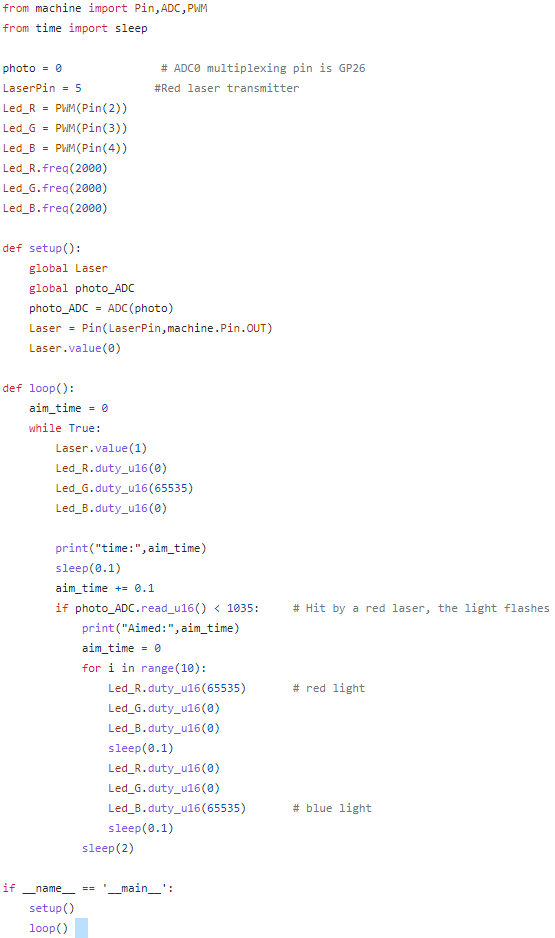 from machine import Pin,ADC,PWM
from time import sleep

photo = 0               # ADC0 multiplexing pin is GP26
LaserPin = 5           #Red laser transmitter
Led_R = PWM(Pin(2))
Led_G = PWM(Pin(3))
Led_B = PWM(Pin(4))
Led_R.freq(2000)
Led_G.freq(2000)
Led_B.freq(2000)

def setup():
    global Laser
    global photo_ADC
    photo_ADC = ADC(photo)
    Laser = Pin(LaserPin,machine.Pin.OUT)
    Laser.value(0)

def loop():
    aim_time = 0
    while True:
        Laser.value(1)
        Led_R.duty_u16(0)
        Led_G.duty_u16(65535)
        Led_B.duty_u16(0)

        print("time:",aim_time)
        sleep(0.1)
        aim_time += 0.1
        if photo_ADC.read_u16() < 1035:     # Hit by a red laser, the light flashes
            print("Aimed:",aim_time)
            aim_time = 0
            for i in range(10):
                Led_R.duty_u16(65535)       # red light
                Led_G.duty_u16(0)
                Led_B.duty_u16(0)
                sleep(0.1)
                Led_R.duty_u16(0)
                Led_G.duty_u16(0)
                Led_B.duty_u16(65535)       # blue light
                sleep(0.1)
            sleep(2)

if __name__ == '__main__':
    setup()
    loop()